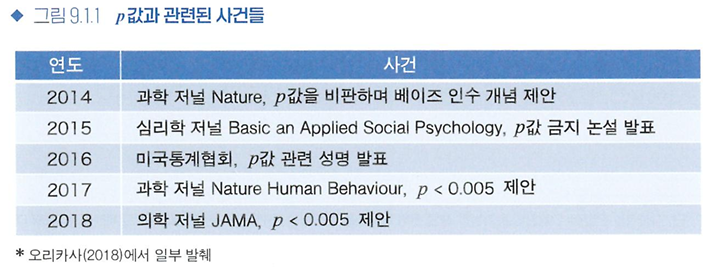 ◆ 그림 9.1.1 p값과 관련된 사건들
연도 사건
2014 과학 저널 Nature, p값을 비판하며 베이즈 인수 개념 제안
2015 심리학 저널 Basic an Applied Social Psychology, p값 금지 논설 발표
2016 미국통계협회, p값 관련 성명 발표
2017 과학 저널 Nature Human Behaviour, p < 0.005 제안
2018 의학 저널 JAMA, p < 0.005 제안
* 오리카사(2018)에서 일부 발췌